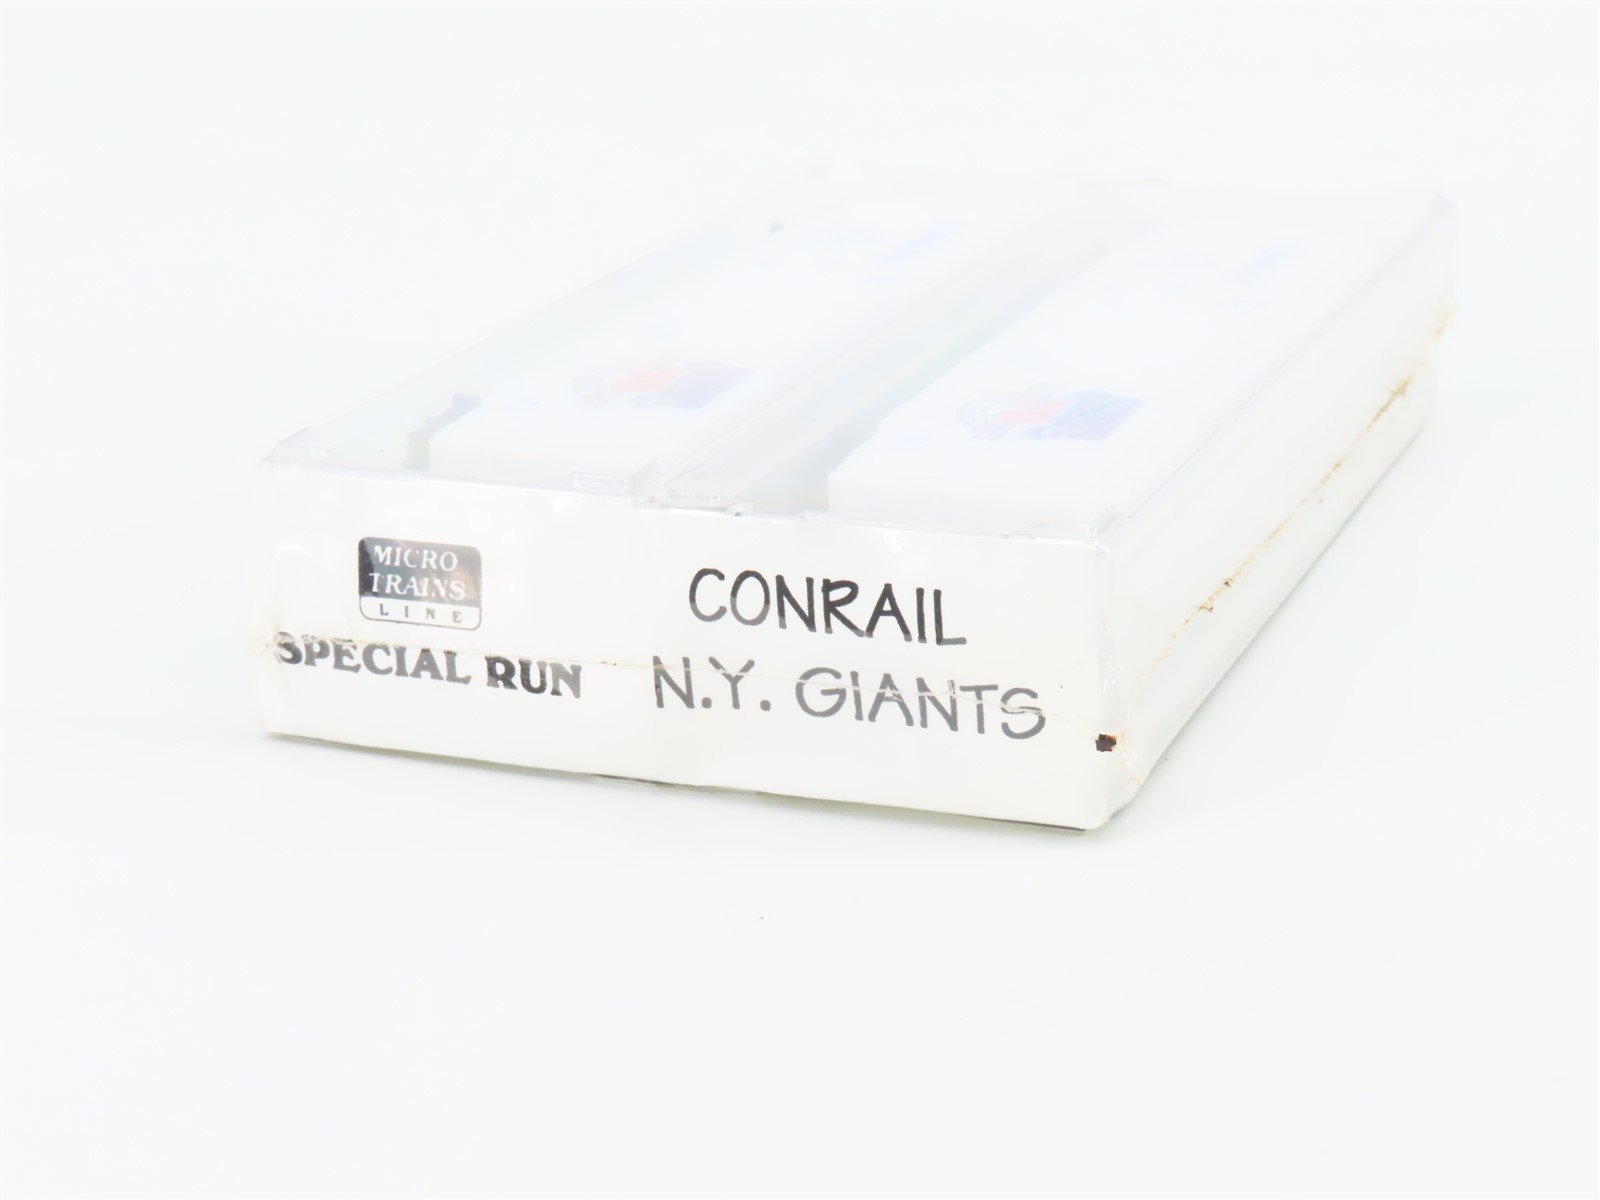 MICRO
TRAINS
LINE
SPECIAL RUN
CONRAIL
N.Y. GIANTS